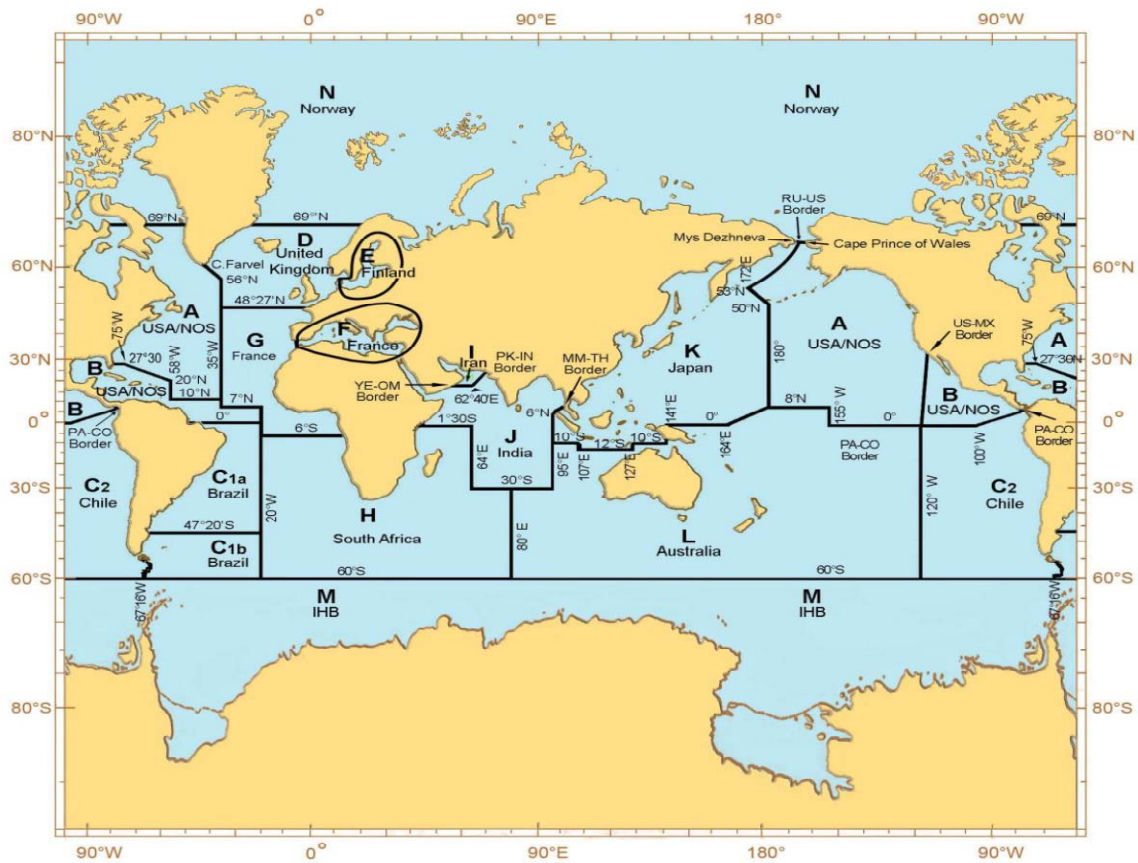 90°W 0° 90°E 180° 90°W
N
Norway
N
Norway
80°N 80°N
RU-US
Border
69°N 69°N 69°N
Mys Dezhneva Cape Prince of Wales
D
United
Kingdom
E
Finland
60°N 60°N
C.Farvel
56°N
172°E
53°N
50°N
48°27'N
A
USA/NOS
75°W
58°W
35°W
G
France
F
France
K
Japan
180°
A
USA/NOS
US-MX
Border
75°W
A
27°30 27°30N
30°N 30°N
I
Iran
PK-IN
Border
MM-TH
Border
B
20°N
USA/NOS
10°N
YE-OM
Border
62°40'E
B
B
USA/NOS
7°N
6°N
141°E
8°N
155°W
B
0° 0° 0° 0° 0°
164°E
PA-CO
Border
6°S
1°30S
J
India
64°E
10°S
12°S
10°S
95°E
107°E
127°E
PA-CO
Border
100°W
PA-CO
Border
C2
Chile
C1a
Brazil
C2
Chile
30°S 30°S 30°S
20°W
H
South Africa
80° E
L
Australia
120° W
47°20'S
C1b
Brazil
60°S 60°S 60°S 60°S
67°16'W
M
IHB
M
IHB
67°16'W
80°S 80°S
90°W 0° 90°E 180° 90°W